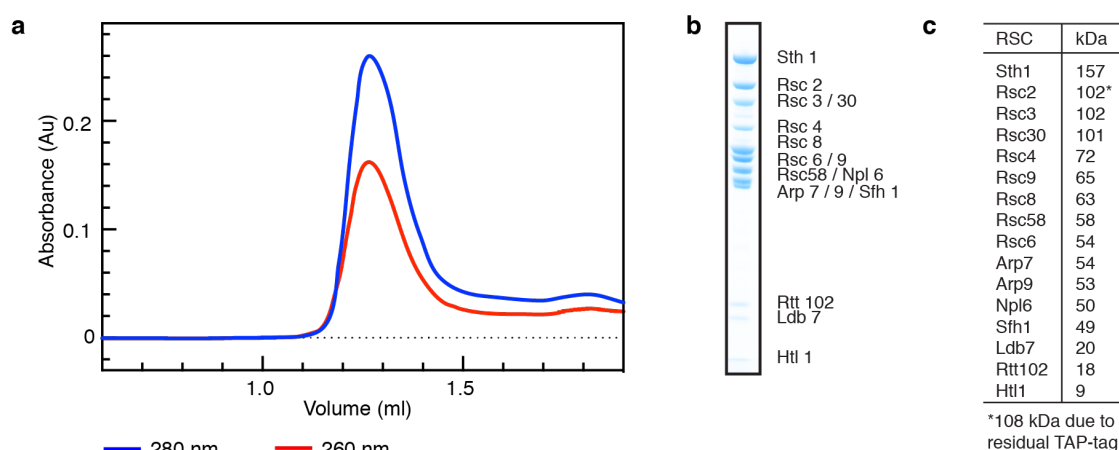 a
b
c
Absorbance (Au)
0.2
0.1
0
1.0
1.5
Volume (ml)
280 nm
260 nm
Sth 1
Rsc 2
Rsc 3 / 30
Rsc 4
Rsc 8
Rsc 6 / 9
Rsc58 / Npl 6
Arp 7 / 9 / Sfh 1
Rtt 102
Ldb 7
Htl 1
RSC kDa
Sth1 157
Rsc2 102*
Rsc3 102
Rsc30 101
Rsc4 72
Rsc9 65
Rsc8 63
Rsc58 58
Rsc6 54
Arp7 54
Arp9 53
Npl6 50
Sfh1 49
Ldb7 20
Rtt102 18
Htl1 9
*108 kDa due to
residual TAP-tag